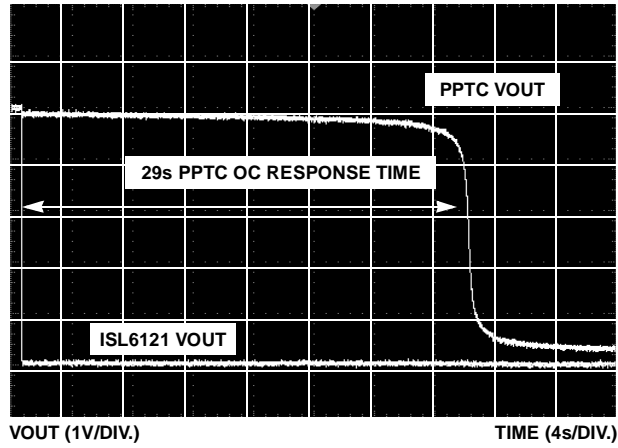 PPTC VOUT
29s PPTC OC RESPONSE TIME
ISL6121 VOUT
VOUT (1V/DIV.)
TIME (4s/DIV.)